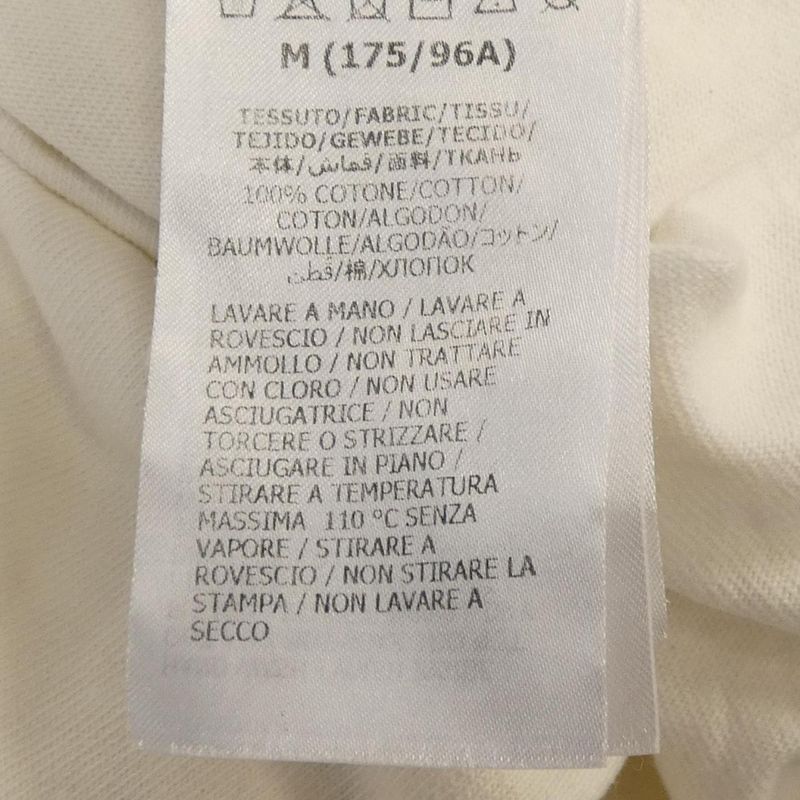 M (175/96A)
TESSUTO/FABRIC/TISSU/
TEJIDO/GEWEBE/TECIDO/
本体/قماش/面料/ТКАНЬ
100% COTONE/COTTON/
COTON/ALGODON/
BAUMWOLLE/ALGODÃO/コットン/
قطن/棉/ХЛОПОК
LAVARE A MANO / LAVARE A
ROVESCIO / NON LASCIARE IN
AMMOLLO / NON TRATTARE
CON CLORO / NON USARE
ASCIUGATRICE / NON
TORCERE O STRIZZARE /
ASCIUGARE IN PIANO /
STIRARE A TEMPERATURA
MASSIMA 110 °C SENZA
VAPORE / STIRARE A
ROVESCIO / NON STIRARE LA
STAMPA / NON LAVARE A
SECCO